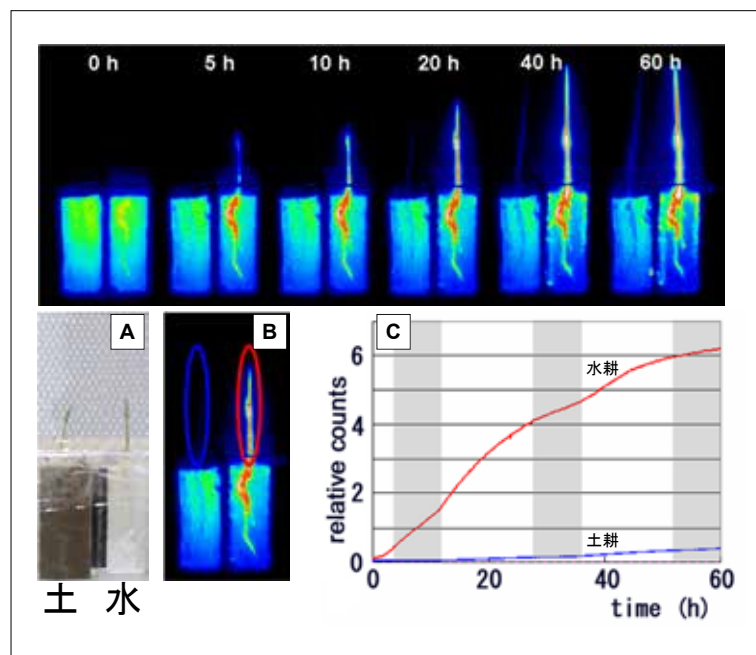 0 h 5 h 10 h 20 h 40 h 60 h
A
土 水
B
C
relative counts
6
4
2
0
水耕
土耕
0 20 40 60
time (h)